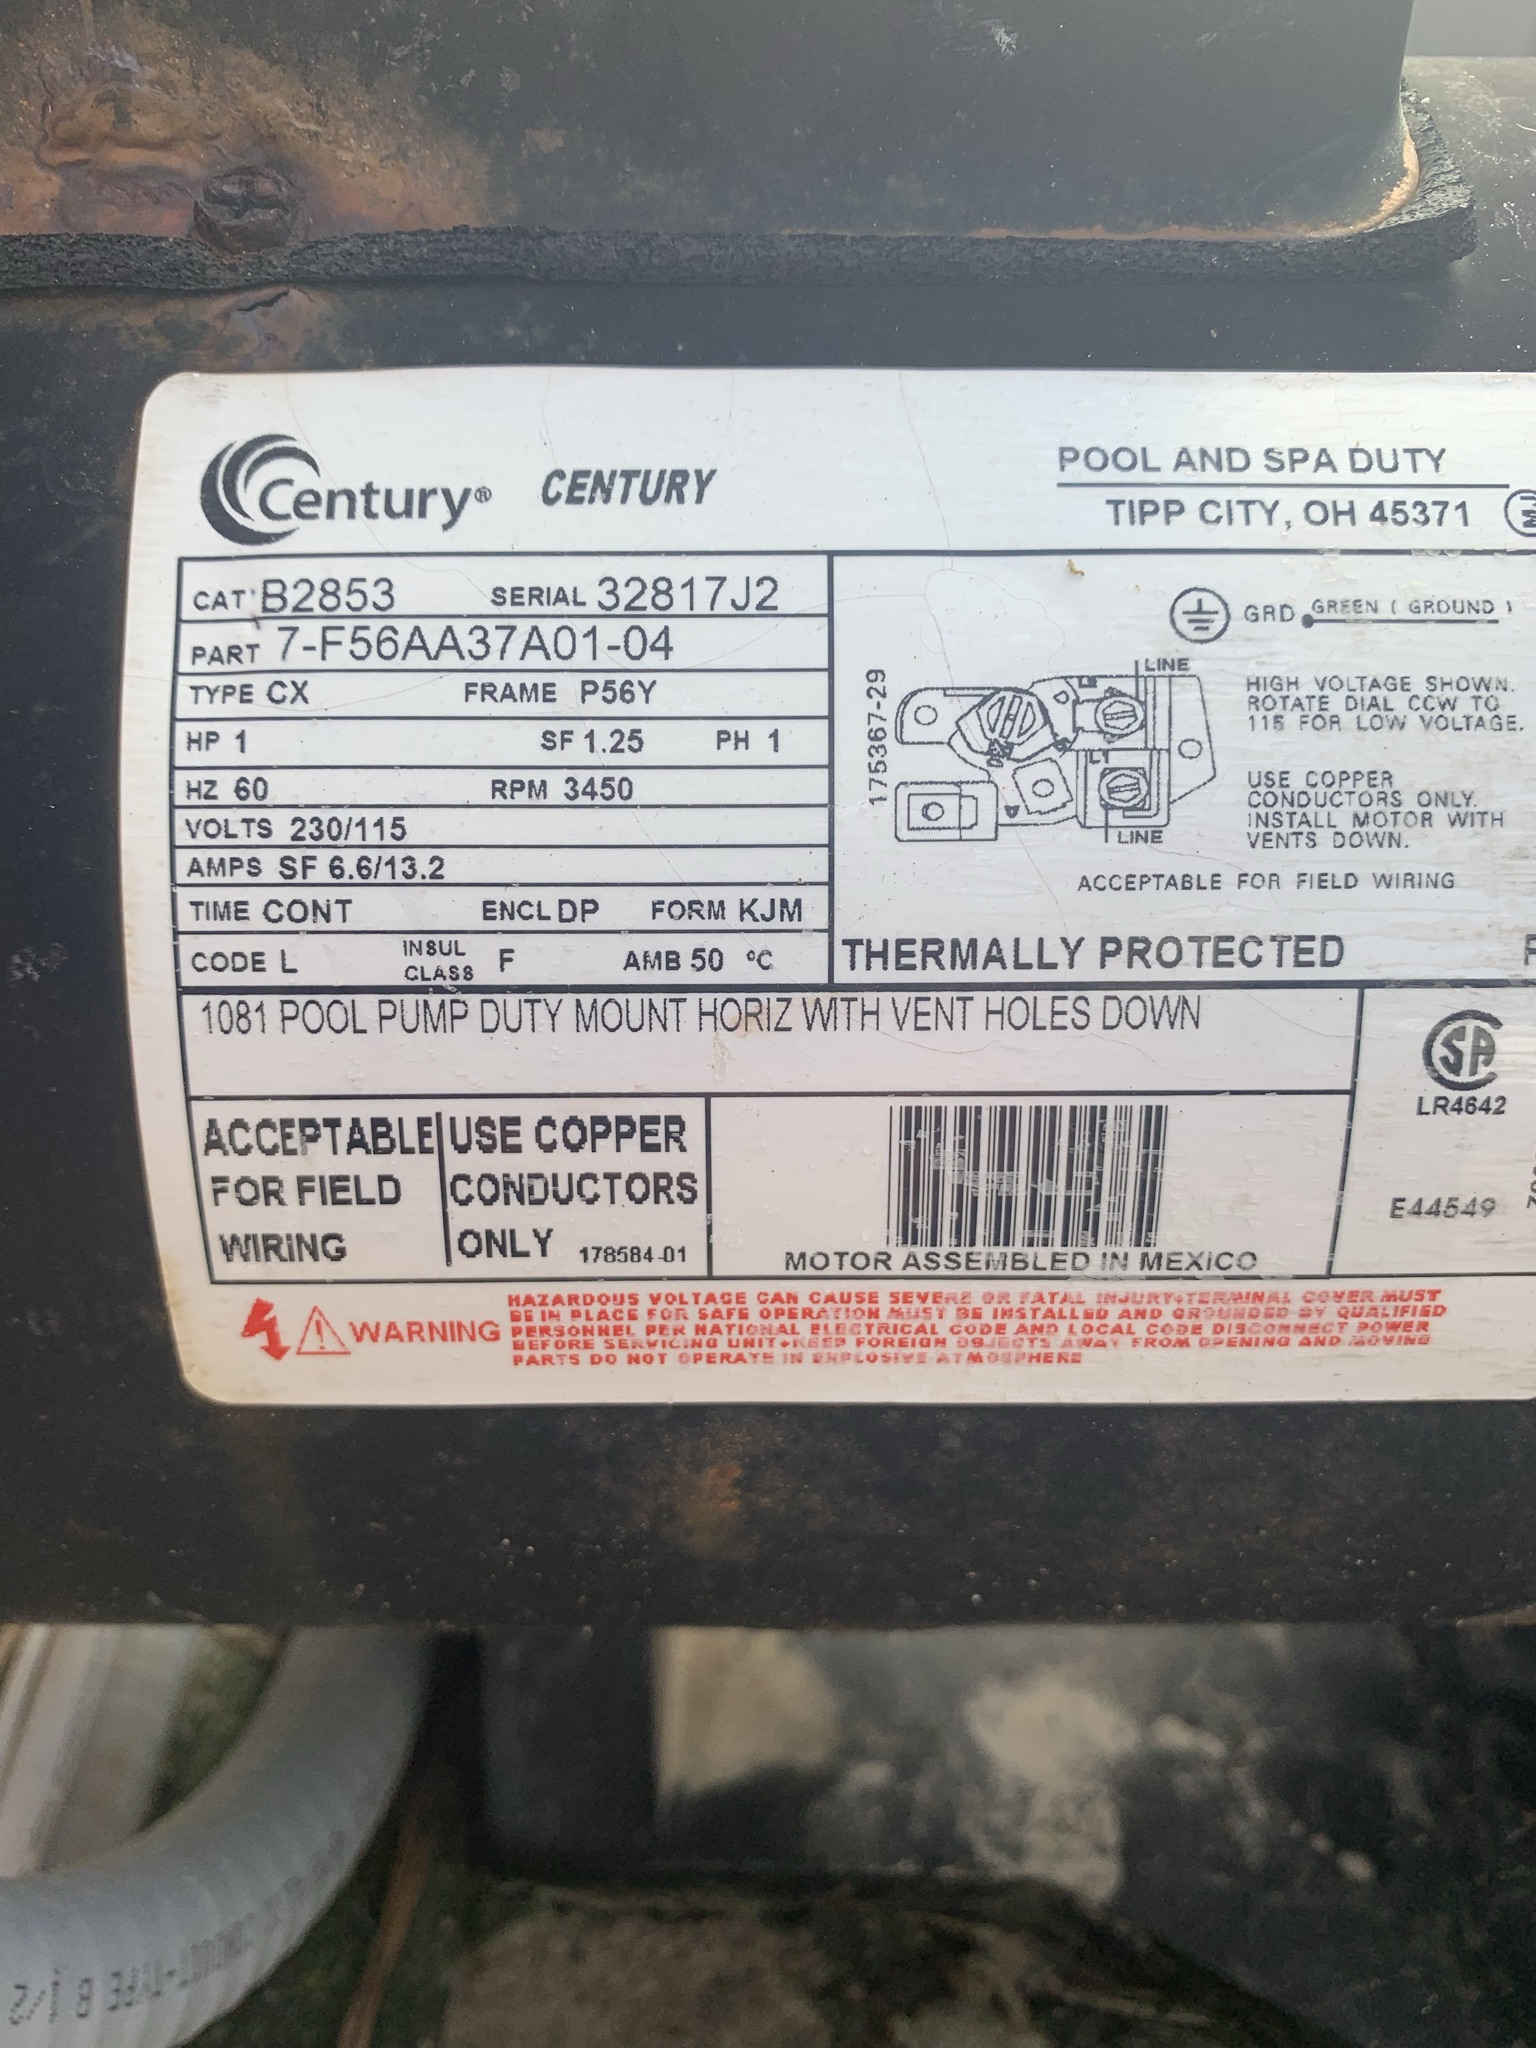 Century® CENTURY
POOL AND SPA DUTY
TIPP CITY, OH 45371
MJ
CAT B2853 SERIAL 32817J2
PART 7-F56AA37A01-04
TYPE CX FRAME P56Y
HP 1 SF 1.25 PH 1
HZ 60 RPM 3450
VOLTS 230/115
AMPS SF 6.6/13.2
TIME CONT ENCL DP FORM KJM
CODE L INSUL CLASS F AMB 50 °C
175367-29
GRD GREEN ( GROUND )
LINE
L2
L1
LINE
HIGH VOLTAGE SHOWN.
ROTATE DIAL CCW TO
115 FOR LOW VOLTAGE.
USE COPPER
CONDUCTORS ONLY.
INSTALL MOTOR WITH
VENTS DOWN.
ACCEPTABLE FOR FIELD WIRING
THERMALLY PROTECTED
1081 POOL PUMP DUTY MOUNT HORIZ WITH VENT HOLES DOWN
SA
LR4642
E44549
ACCEPTABLE
FOR FIELD
WIRING
USE COPPER
CONDUCTORS
ONLY 178584-01
MOTOR ASSEMBLED IN MEXICO
WARNING
HAZARDOUS VOLTAGE CAN CAUSE SEVERE OR FATAL INJURY•TERMINAL COVER MUST
BE IN PLACE FOR SAFE OPERATION MUST BE INSTALLED AND GROUNDED BY QUALIFIED
PERSONNEL PER NATIONAL ELECTRICAL CODE AND LOCAL CODE DISCONNECT POWER
BEFORE SERVICING UNIT•KEEP FOREIGN OBJECTS AWAY FROM OPENING AND MOVING
PARTS DO NOT OPERATE IN EXPLOSIVE ATMOSPHERE